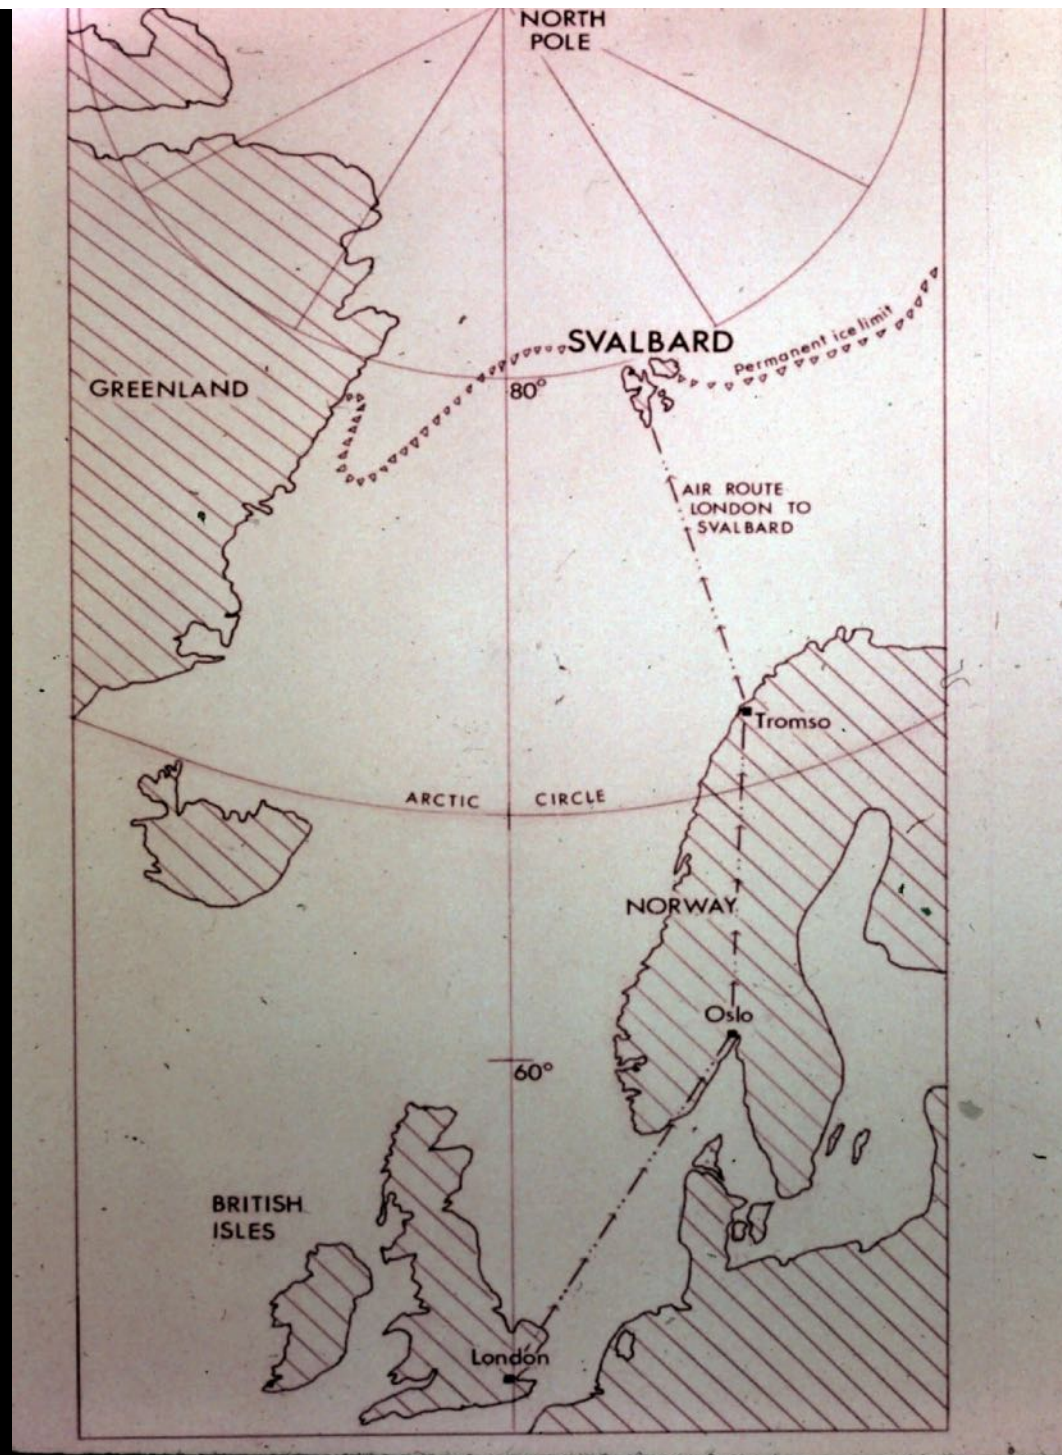 NORTH
POLE
SVALBARD
Permanent ice limit
GREENLAND
80°
AIR ROUTE
LONDON TO
SVALBARD
Tromso
ARCTIC CIRCLE
NORWAY
Oslo
60°
BRITISH
ISLES
London